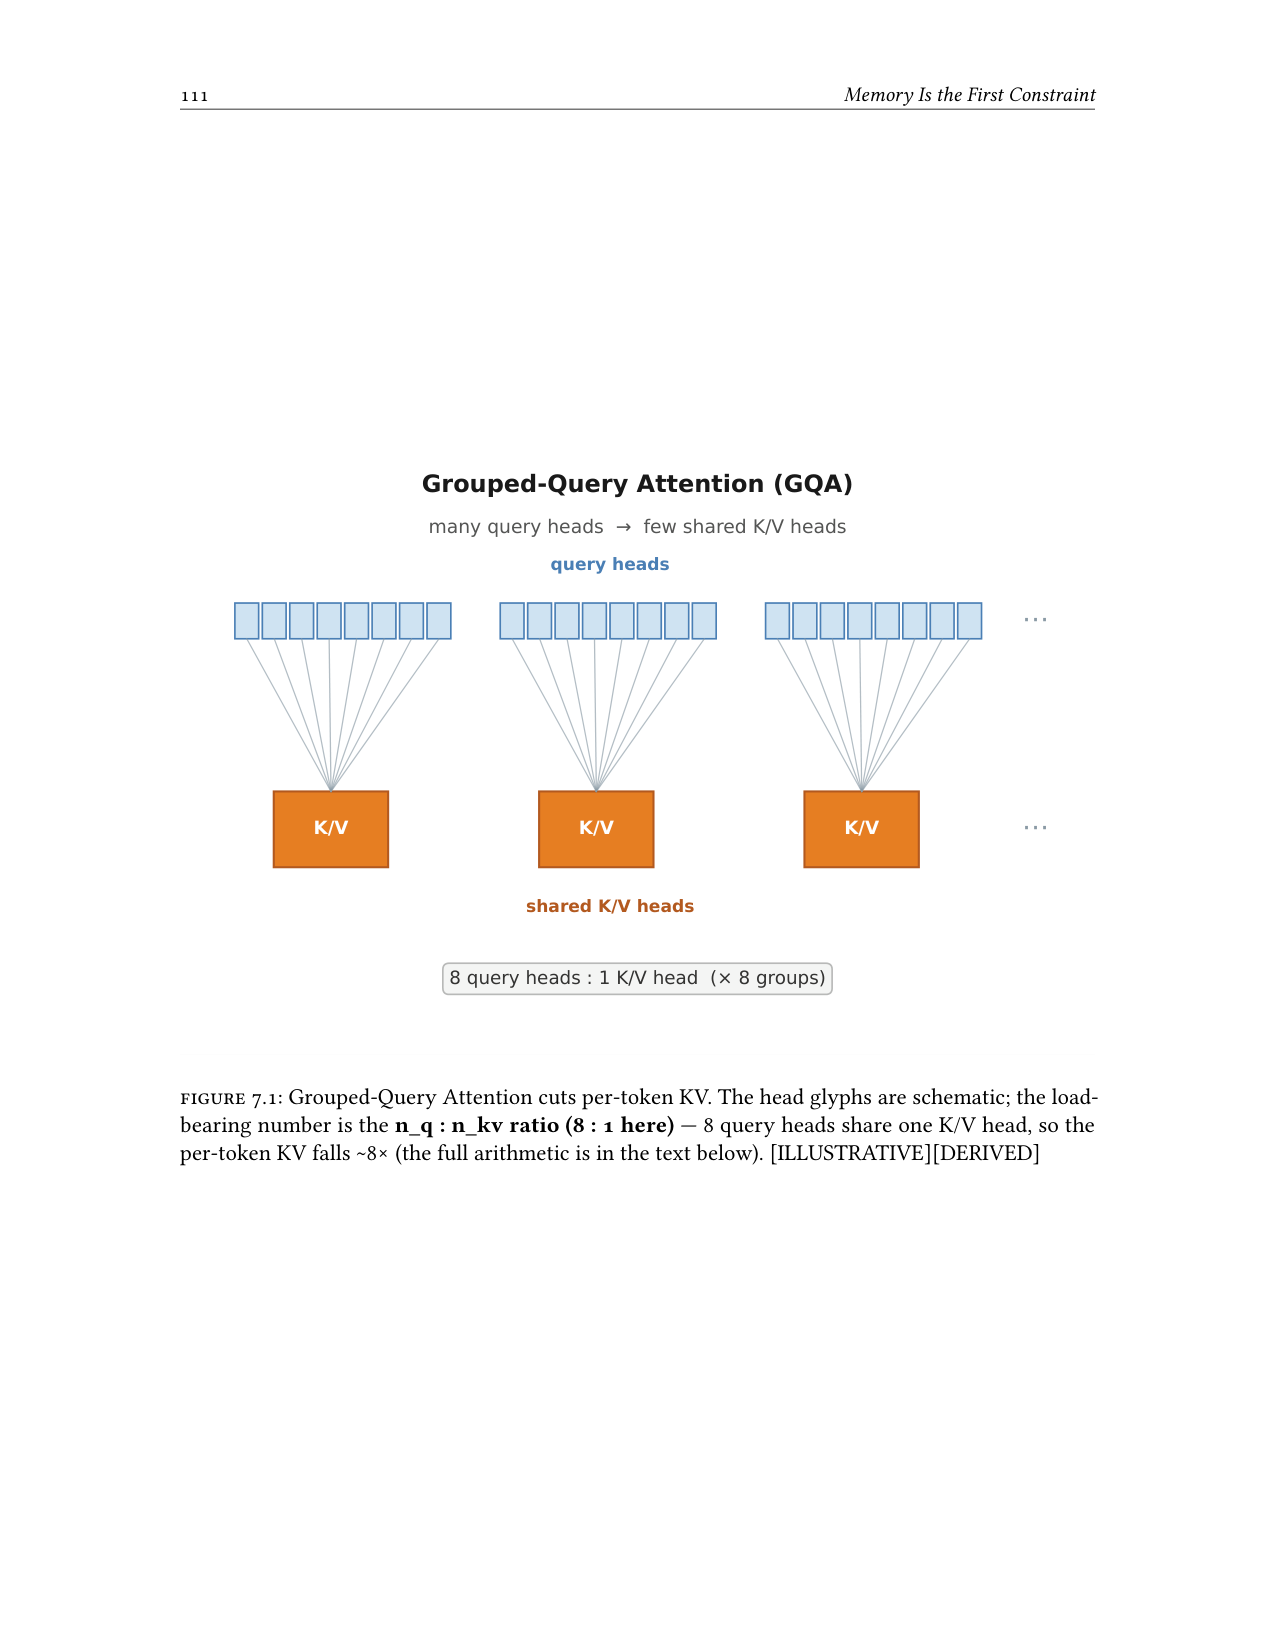 111 Memory Is the First Constraint
Grouped-Query Attention (GQA)
many query heads → few shared K/V heads
query heads
...
K/V K/V K/V ...
shared K/V heads
8 query heads : 1 K/V head (× 8 groups)
FIGURE 7.1: Grouped-Query Attention cuts per-token KV. The head glyphs are schematic; the load-
bearing number is the n_q : n_kv ratio (8 : 1 here) — 8 query heads share one K/V head, so the
per-token KV falls ~8× (the full arithmetic is in the text below). [ILLUSTRATIVE][DERIVED]